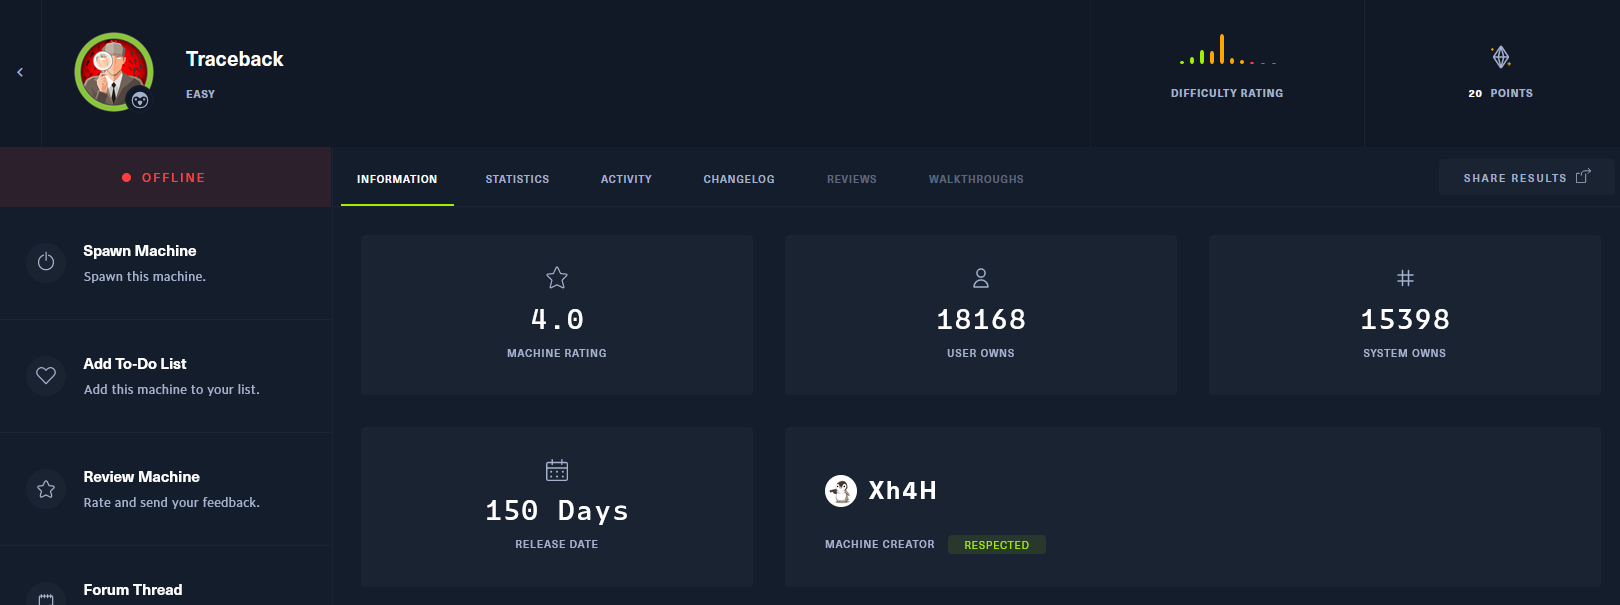 Traceback
EASY
DIFFICULTY RATING
20 POINTS
OFFLINE
INFORMATION STATISTICS ACTIVITY CHANGELOG REVIEWS WALKTHROUGHS
SHARE RESULTS
Spawn Machine
Spawn this machine.
Add To-Do List
Add this machine to your list.
Review Machine
Rate and send your feedback.
Forum Thread
4.0
MACHINE RATING
18168
USER OWNS
15398
SYSTEM OWNS
150 Days
RELEASE DATE
Xh4H
MACHINE CREATOR RESPECTED